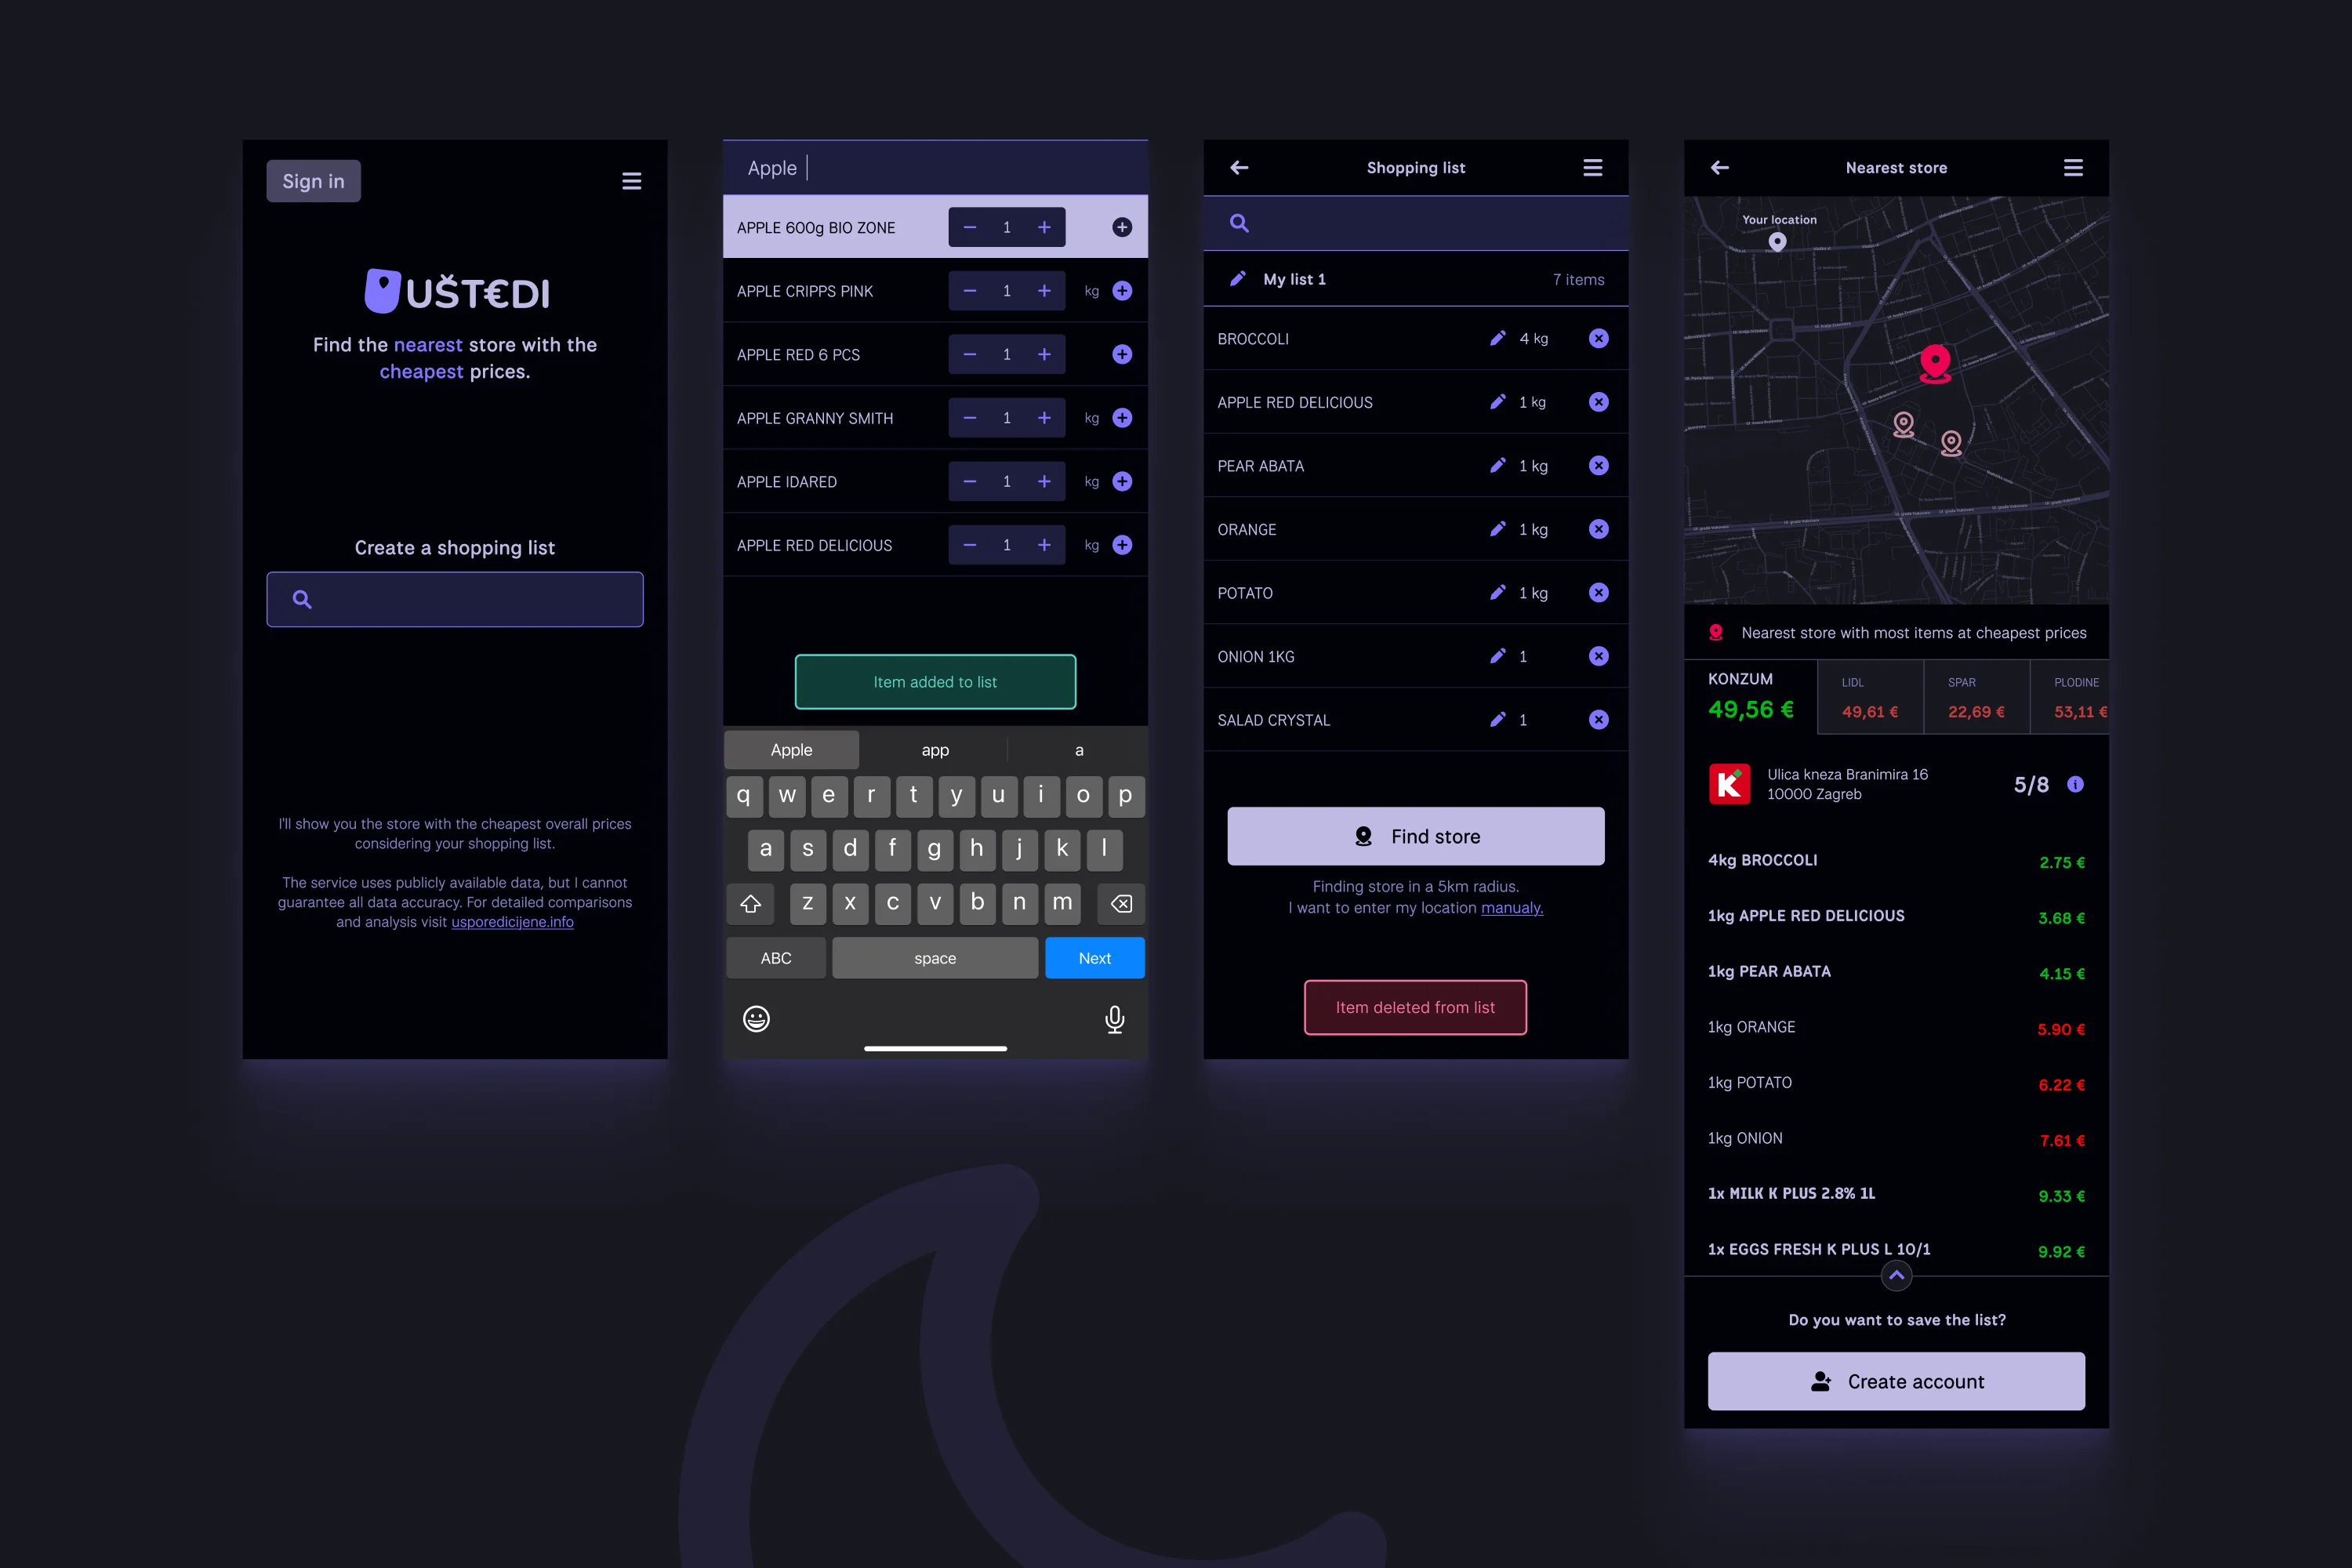 Sign in
UŠT€DI
Find the nearest store with the
cheapest prices.
Create a shopping list
I'll show you the store with the cheapest overall prices
considering your shopping list.
The service uses publicly available data, but I cannot
guarantee all data accuracy. For detailed comparisons
and analysis visit usporedicijene.info
Apple
APPLE 600g BIO ZONE 1
APPLE CRIPPS PINK 1 kg
APPLE RED 6 PCS 1
APPLE GRANNY SMITH 1 kg
APPLE IDARED 1 kg
APPLE RED DELICIOUS 1 kg
Item added to list
Apple app a
q w e r t y u i o p
a s d f g h j k l
z x c v b n m
ABC space Next
Shopping list
My list 1 7 items
BROCCOLI 4 kg
APPLE RED DELICIOUS 1 kg
PEAR ABATA 1 kg
ORANGE 1 kg
POTATO 1 kg
ONION 1KG 1
SALAD CRYSTAL 1
Find store
Finding store in a 5km radius.
I want to enter my location manualy.
Item deleted from list
Nearest store
Your location
Nearest store with most items at cheapest prices
KONZUM LIDL SPAR PLODINE
49,56 € 49,61 € 22,69 € 53,11 €
K
Ulica kneza Branimira 16
10000 Zagreb
5/8
4kg BROCCOLI 2.75 €
1kg APPLE RED DELICIOUS 3.68 €
1kg PEAR ABATA 4.15 €
1kg ORANGE 5.90 €
1kg POTATO 6.22 €
1kg ONION 7.61 €
1x MILK K PLUS 2.8% 1L 9.33 €
1x EGGS FRESH K PLUS L 10/1 9.92 €
Do you want to save the list?
Create account